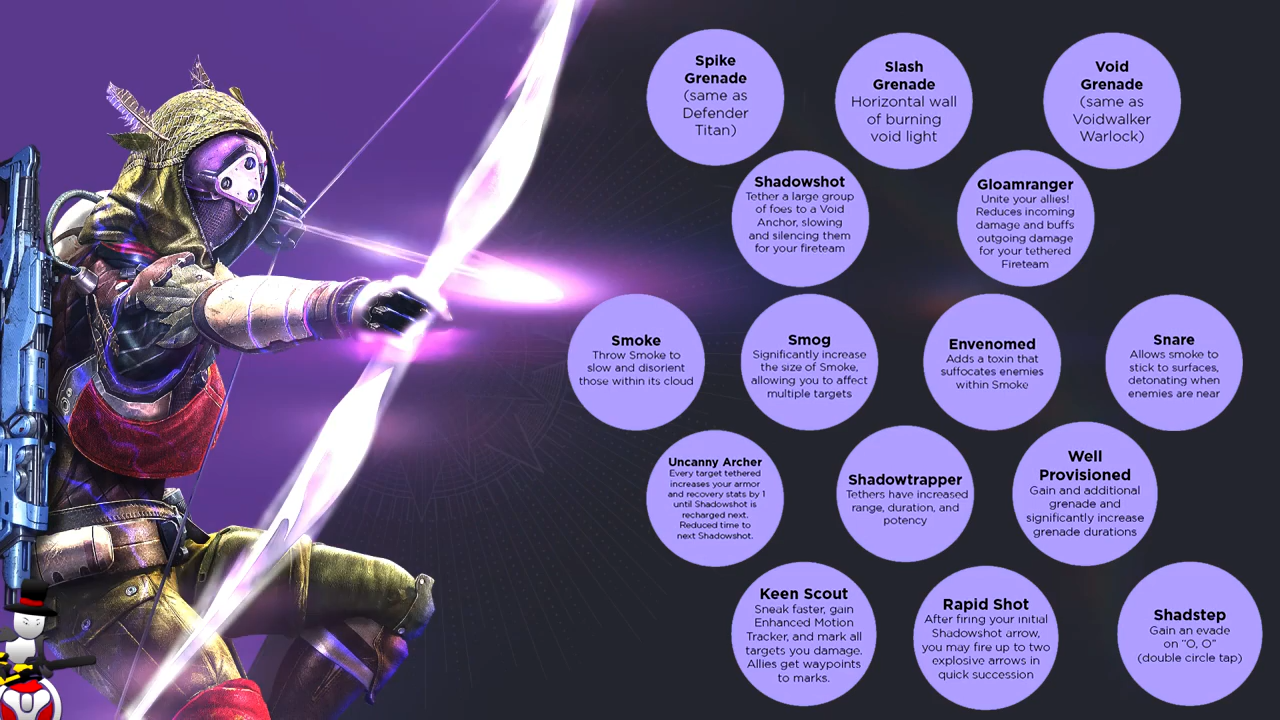 Spike
Grenade
(same as
Defender
Titan)
Slash
Grenade
Horizontal wall
of burning
void light
Void
Grenade
(same as
Voidwalker
Warlock)
Shadowshot
Tether a large group
of foes to a Void
Anchor, slowing
and silencing them
for your fireteam
Gloamranger
Unite your allies!
Reduces incoming
damage and buffs
outgoing damage
for your tethered
Fireteam
Smoke
Throw Smoke to
slow and disorient
those within its cloud
Smog
Significantly increase
the size of Smoke,
allowing you to affect
multiple targets
Envenomed
Adds a toxin that
suffocates enemies
within Smoke
Snare
Allows smoke to
stick to surfaces,
detonating when
enemies are near
Uncanny Archer
Every target tethered
increases your armor
and recovery stats by 1
until Shadowshot is
recharged next.
Reduced time to
next Shadowshot.
Shadowtrapper
Tethers have increased
range, duration, and
potency
Well
Provisioned
Gain and additional
grenade and
significantly increase
grenade durations
Keen Scout
Sneak faster, gain
Enhanced Motion
Tracker, and mark all
targets you damage.
Allies get waypoints
to marks.
Rapid Shot
After firing your initial
Shadowshot arrow,
you may fire up to two
explosive arrows in
quick succession
Shadstep
Gain an evade
on "O, O"
(double circle tap)